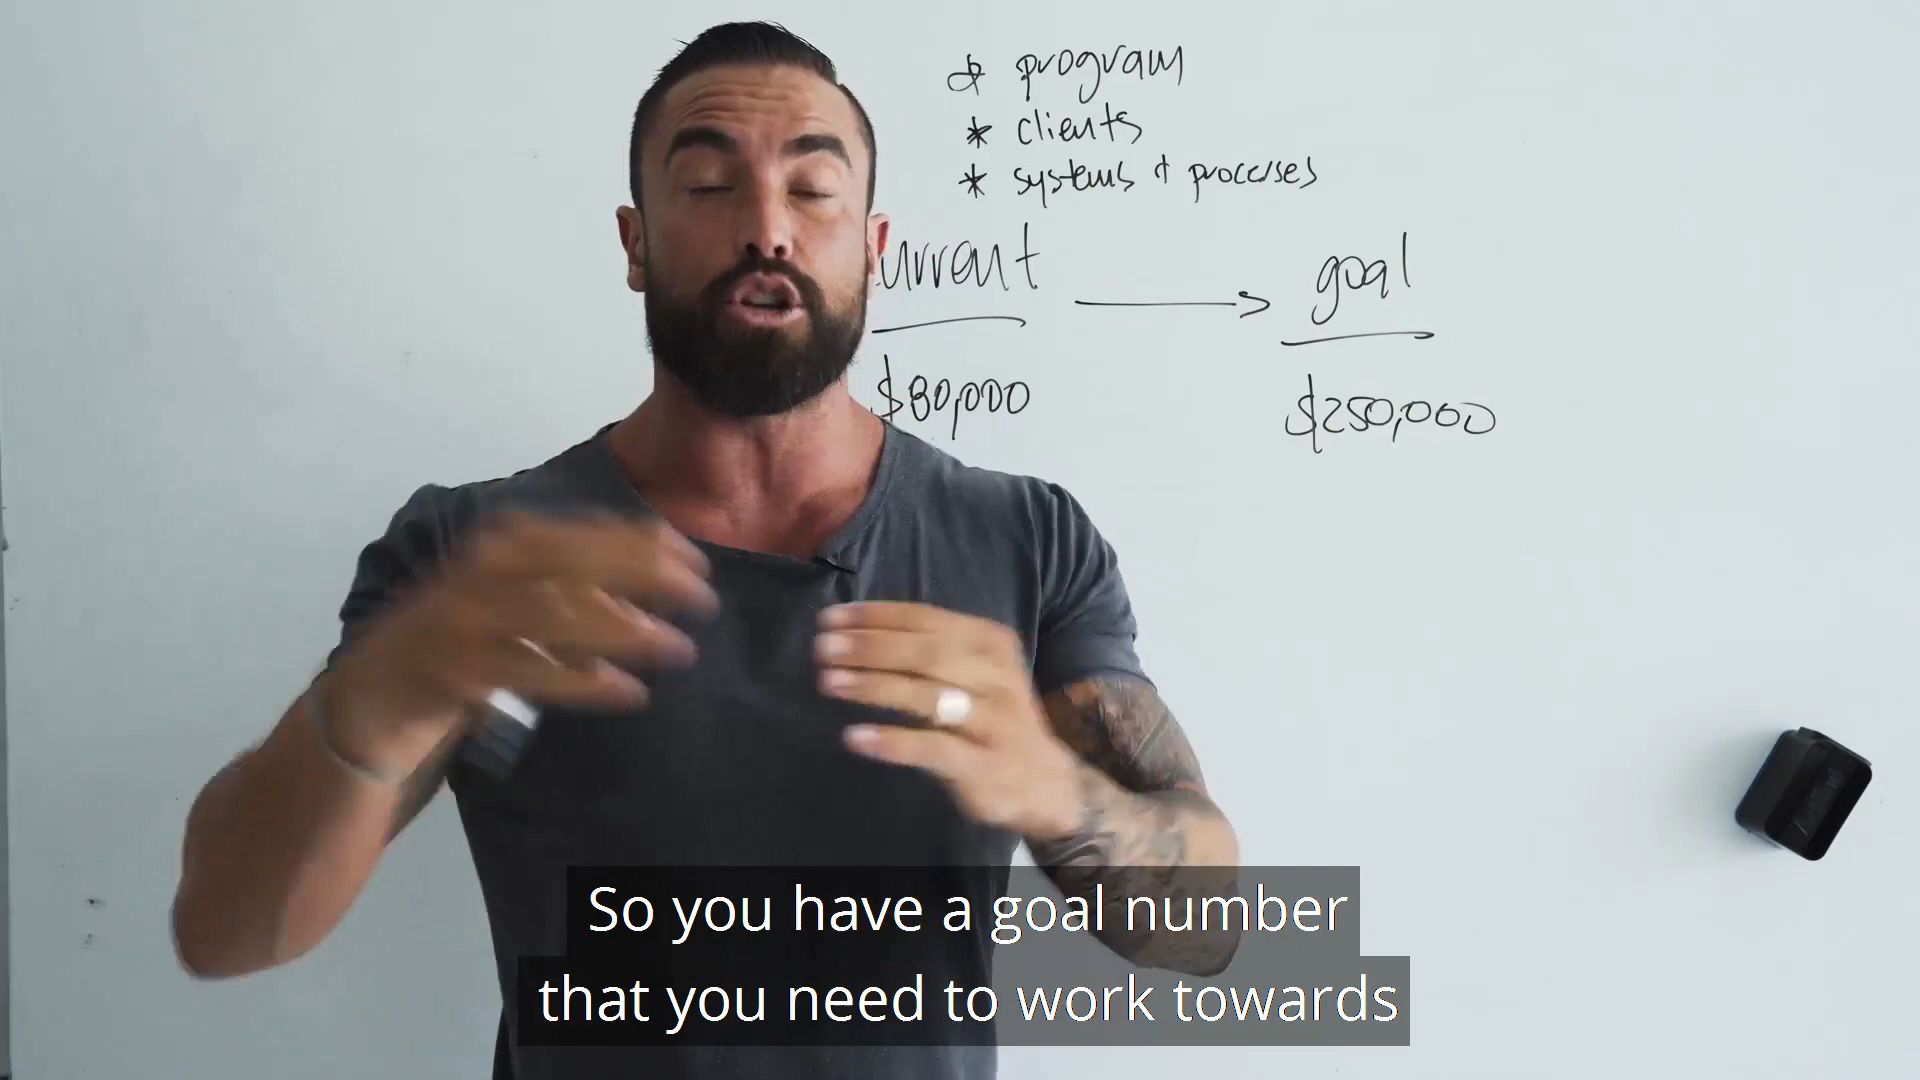 * program
* clients
* systems & processes
urrent → goal
$80,000 $250,000
So you have a goal number
that you need to work towards